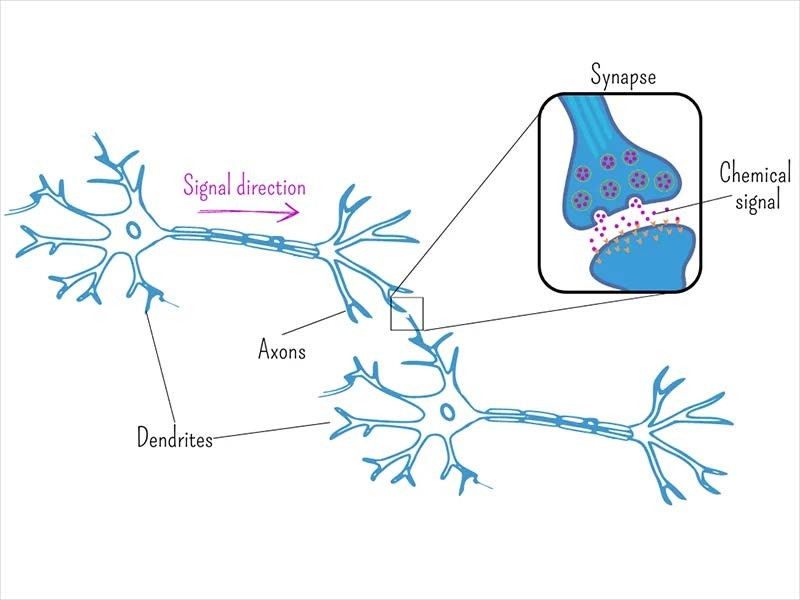 Synapse
Signal direction
Chemical
signal
Axons
Dendrites